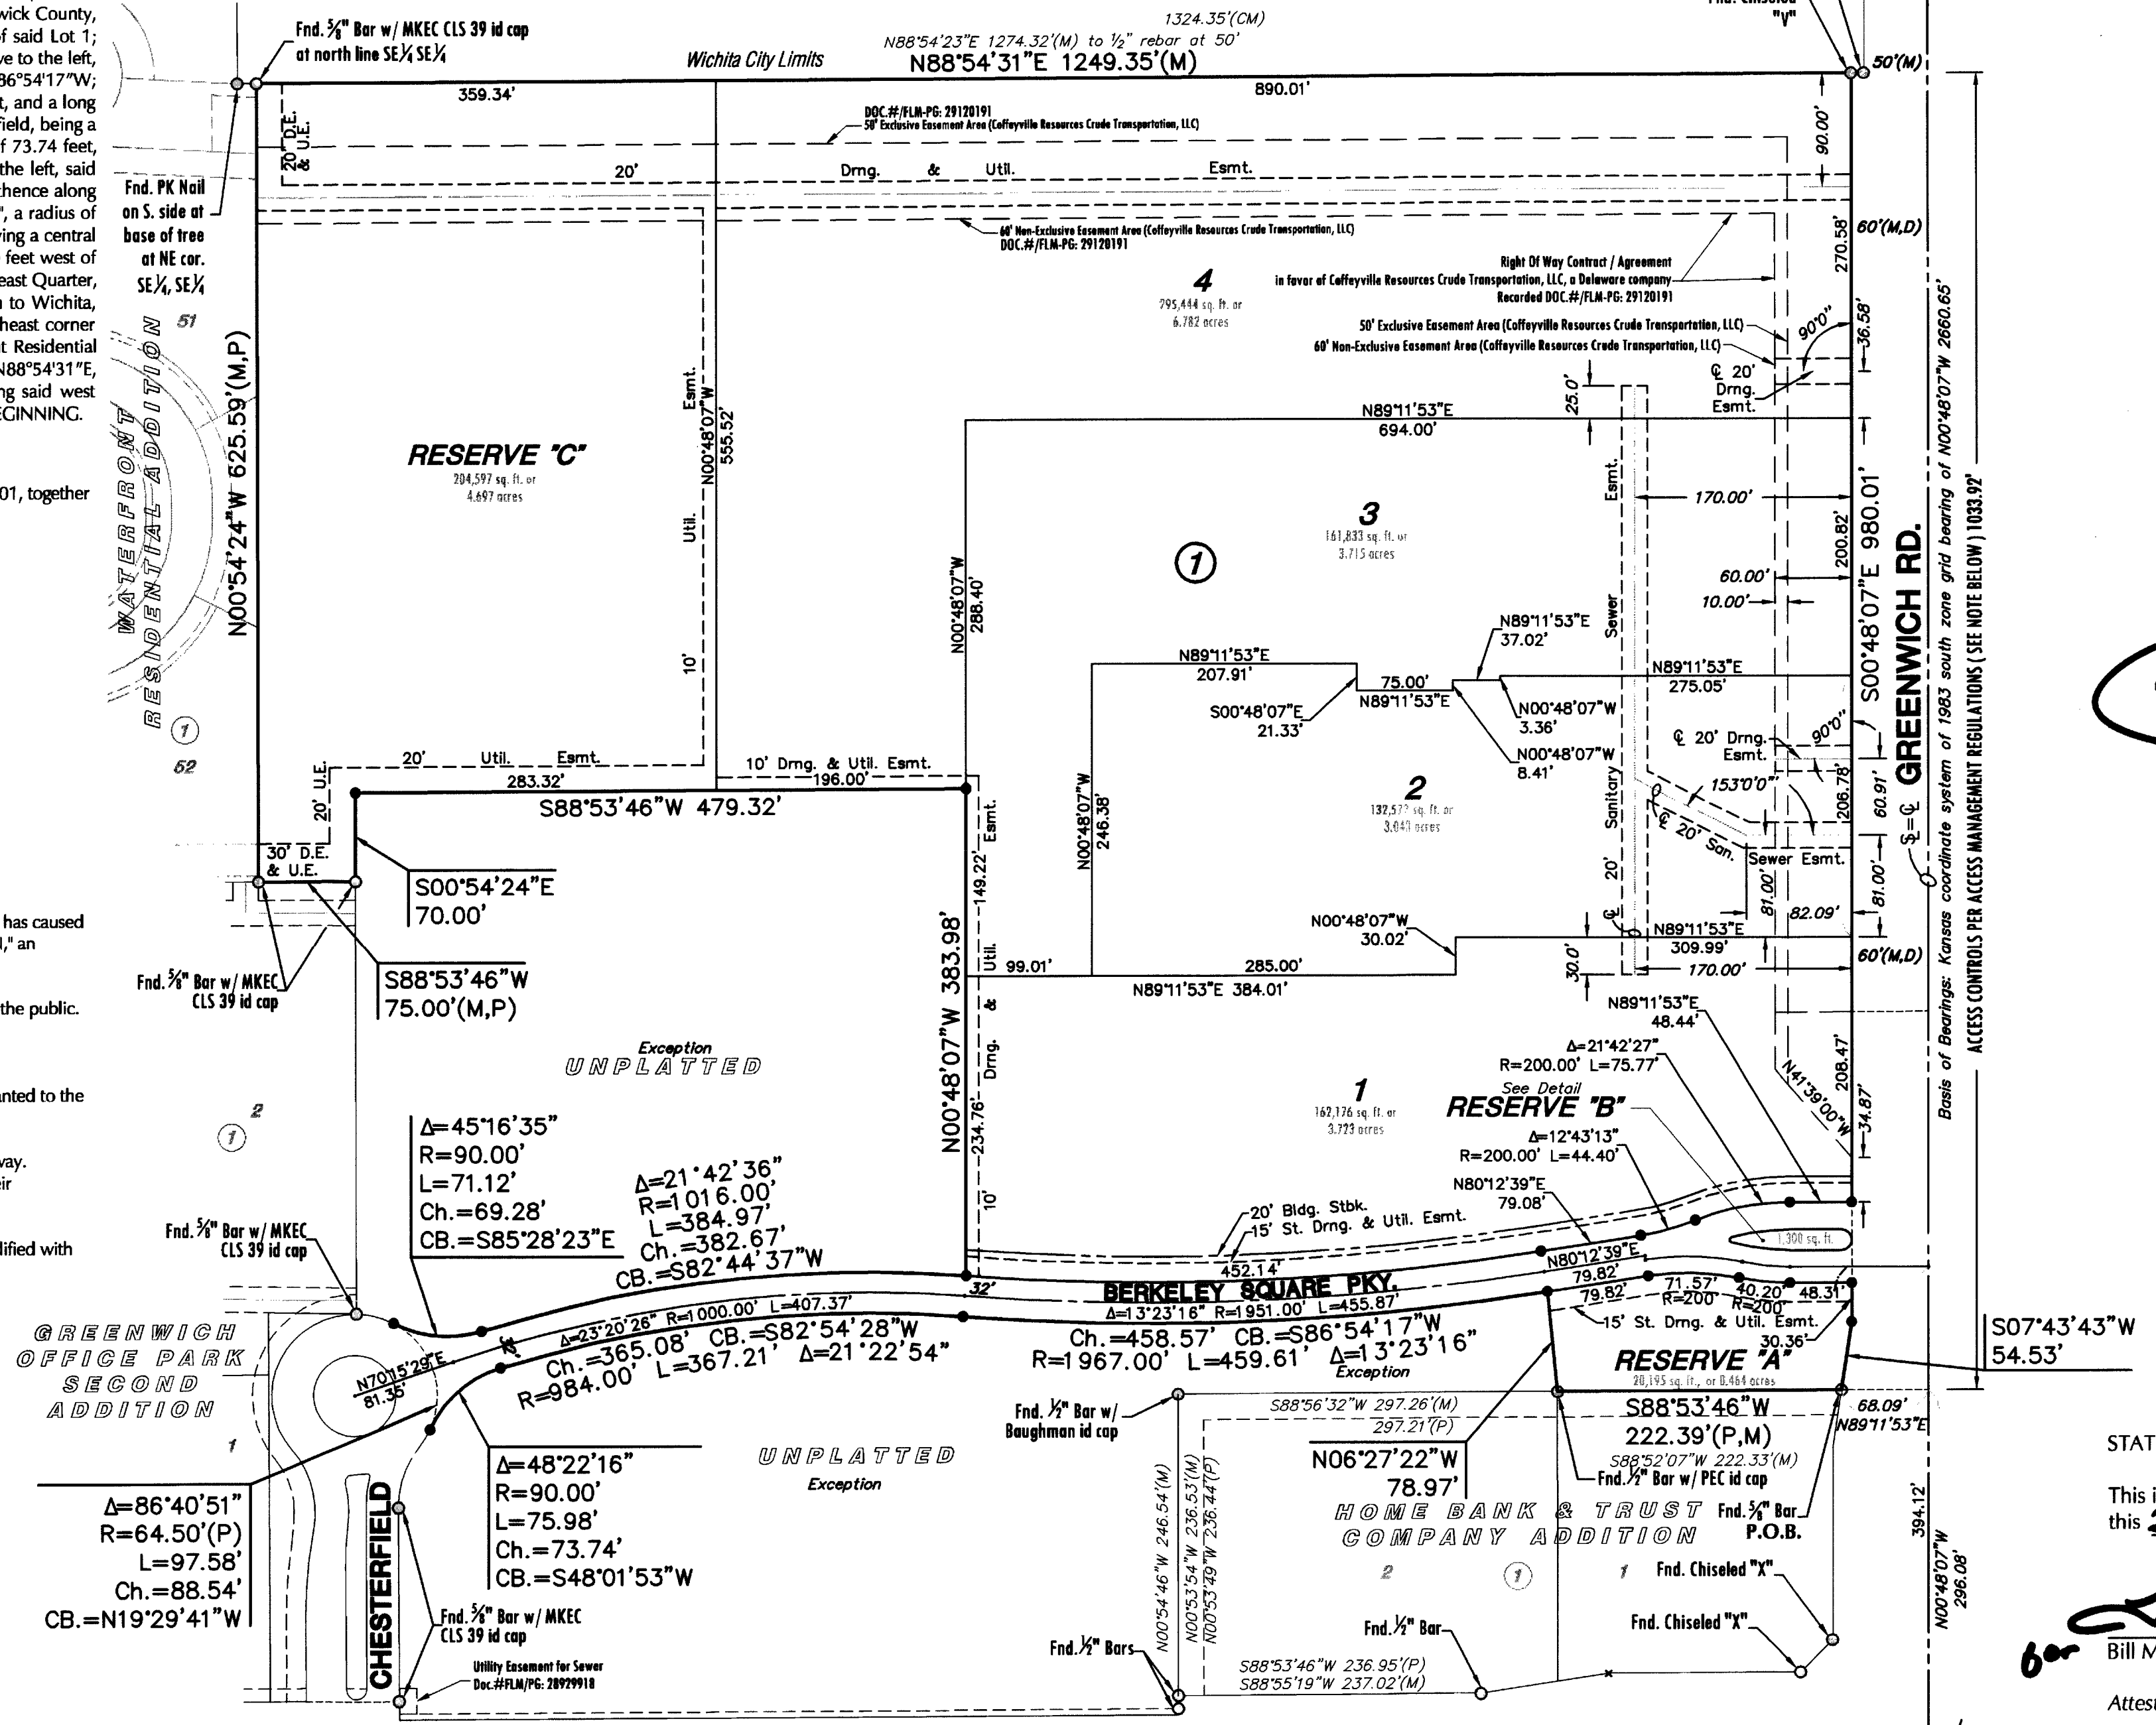 wick County,
f said Lot 1;
ve to the left,
86°54'17"W;
t, and a long
field, being a
f 73.74 feet,
the left, said
thence along
", a radius of
ving a central
feet west of
east Quarter,
n to Wichita,
heast corner
t Residential
N88°54'31"E,
ng said west
EGINNING.
01, together
has caused
," an
the public.
anted to the
way.
eir
dified with
Fnd. 5/8" Bar w/ MKEC CLS 39 id cap
at north line SE1/4 SE1/4
Wichita City Limits
1324.35'(CM)
N88°54'23"E 1274.32'(M) to 1/2" rebar at 50'
N88°54'31"E 1249.35'(M)
359.34'
890.01'
"V"
50'(M)
DOC.#/FLM-PG: 29120191
50' Exclusive Easement Area (Coffeyville Resources Crude Transportation, LLC)
20' D.E.
& U.E.
20' Drng. & Util. Esmt.
90.00'
Fnd. PK Nail
on S. side at
base of tree
at NE cor.
SE1/4, SE1/4
60' Non-Exclusive Easement Area (Coffeyville Resources Crude Transportation, LLC)
DOC.#/FLM-PG: 29120191
270.58'
60'(M,D)
Right Of Way Contract / Agreement
in favor of Coffeyville Resources Crude Transportation, LLC, a Delaware company
Recorded DOC.#/FLM-PG: 29120191
4
295,444 sq. ft. or
6.782 acres
50' Exclusive Easement Area (Coffeyville Resources Crude Transportation, LLC)
60' Non-Exclusive Easement Area (Coffeyville Resources Crude Transportation, LLC)
90°0"
36.58'
℄ 20'
Drng.
Esmt.
25.0'
51
WATERFRONT
RESIDENTIAL ADDITION
1
52
N00°54'24"W 625.59'(M,P)
RESERVE "C"
204,597 sq. ft. or
4.697 acres
10' Util. Esmt.
N00°48'07"W
555.52'
N89°11'53"E
694.00'
N00°48'07"W
288.40'
3
161,833 sq. ft. or
3.715 acres
1
Sanitary Sewer Esmt.
20'
170.00'
60.00'
10.00'
200.82'
S00°48'07"E 980.01'
GREENWICH RD.
Basis of Bearings: Kansas coordinate system of 1983 south zone grid bearing of N00°48'07"W 2660.65'
ACCESS CONTROLS PER ACCESS MANAGEMENT REGULATIONS ( SEE NOTE BELOW ) 1033.92'
N89°11'53"E
207.91'
N89°11'53"E
37.02'
75.00'
N89°11'53"E
S00°48'07"E
21.33'
N00°48'07"W
3.36'
N00°48'07"W
8.41'
N89°11'53"E
275.05'
℄ 20' Drng.
Esmt.
90°0"
153°0'0"
206.78'
60.91'
℄ 20' San.
Sewer Esmt.
81.00'
81.00'
82.09'
20' Util. Esmt.
20' U.E.
283.32'
10' Drng. & Util. Esmt.
196.00'
S88°53'46"W 479.32'
30' D.E.
& U.E.
S00°54'24"E
70.00'
S88°53'46"W
75.00'(M,P)
Fnd. 5/8" Bar w/ MKEC
CLS 39 id cap
N00°48'07"W
246.38'
2
3.043 acres
149.22'
10' Drng. & Util. Esmt.
N00°48'07"W 383.98'
234.76'
N00°48'07"W
30.02'
99.01'
285.00'
N89°11'53"E 384.01'
℄
30.0'
N89°11'53"E
309.99'
170.00'
60'(M,D)
Exception
UNPLATTED
2
1
1
162,176 sq. ft. or
3.723 acres
N89°11'53"E
48.44'
Δ=21°42'27"
R=200.00' L=75.77'
See Detail
RESERVE "B"
Δ=12°43'13"
R=200.00' L=44.40'
N80°12'39"E
79.08'
N41°39'00"W
208.47'
34.87'
1,300 sq. ft.
Δ=45°16'35"
R=90.00'
L=71.12'
Ch.=69.28'
CB.=S85°28'23"E
Δ=21°42'36"
R=1016.00'
L=384.97'
Ch.=382.67'
CB.=S82°44'37"W
Fnd. 5/8" Bar w/ MKEC
CLS 39 id cap
20' Bldg. Stbk.
15' St. Drng. & Util. Esmt.
452.14'
32'
BERKELEY SQUARE PKY.
Δ=13°23'16" R=1951.00' L=455.87'
N80°12'39"E
79.82'
79.82'
71.57'
R=200'
40.20'
R=200'
48.31'
15' St. Drng. & Util. Esmt.
30.36'
Δ=23°20'26" R=1000.00' L=407.37'
Ch.=365.08' CB.=S82°54'28"W
R=984.00' L=367.21' Δ=21°22'54"
Ch.=458.57' CB.=S86°54'17"W
R=1967.00' L=459.61' Δ=13°23'16"
Exception
N70°15'29"E
81.35'
GREENWICH
OFFICE PARK
SECOND
ADDITION
1
RESERVE "A"
20,195 sq. ft., or 0.464 acres
S07°43'43"W
54.53'
S88°53'46"W
222.39'(P,M)
S88°52'07"W 222.33'(M)
68.09'
N89°11'53"E
Fnd. 1/2" Bar w/
Baughman id cap
S88°56'32"W 297.26'(M)
297.21'(P)
N06°27'22"W
78.97'
Fnd. 1/2" Bar w/ PEC id cap
HOME BANK & TRUST
COMPANY ADDITION
Fnd. 5/8" Bar
P.O.B.
2
1
1
UNPLATTED
Exception
Δ=86°40'51"
R=64.50'(P)
L=97.58'
Ch.=88.54'
CB.=N19°29'41"W
Δ=48°22'16"
R=90.00'
L=75.98'
Ch.=73.74'
CB.=S48°01'53"W
CHESTERFIELD
Fnd. 5/8" Bar w/ MKEC
CLS 39 id cap
Utility Easement for Sewer
Doc.#FLM/PG: 28929918
N00°54'46"W 246.54'(M)
N00°53'54"W 236.53'(M)
N00°53'49"W 236.44'(P)
Fnd. 1/2" Bars
Fnd. 1/2" Bar
Fnd. Chiseled "X"
Fnd. Chiseled "X"
S88°53'46"W 236.95'(P)
S88°55'19"W 237.02'(M)
394.12'
N00°48'07"W
296.08'
STAT
This i
this
Bill M
Attest